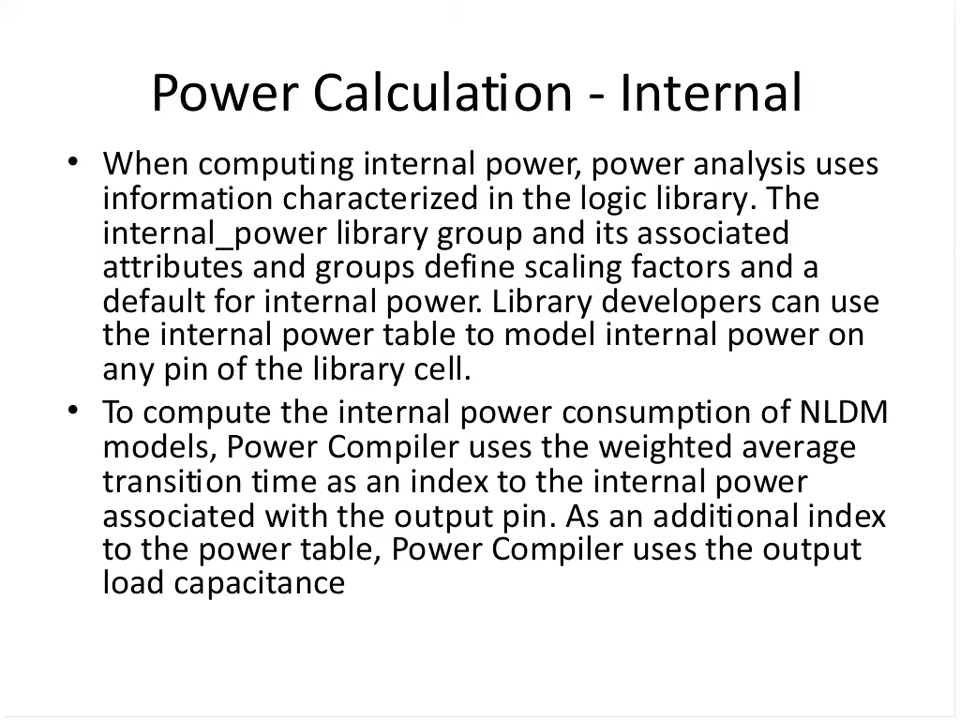 Power Calculation - Internal
• When computing internal power, power analysis uses
information characterized in the logic library. The
internal_power library group and its associated
attributes and groups define scaling factors and a
default for internal power. Library developers can use
the internal power table to model internal power on
any pin of the library cell.
• To compute the internal power consumption of NLDM
models, Power Compiler uses the weighted average
transition time as an index to the internal power
associated with the output pin. As an additional index
to the power table, Power Compiler uses the output
load capacitance